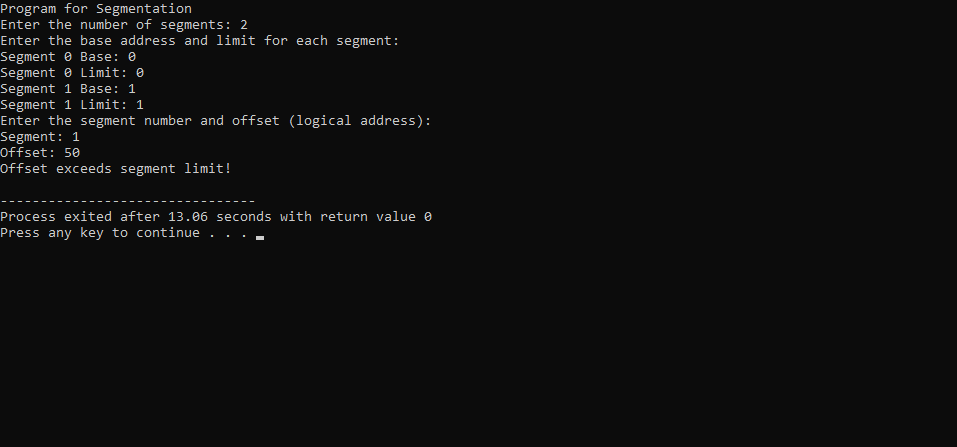 Program for Segmentation
Enter the number of segments: 2
Enter the base address and limit for each segment:
Segment 0 Base: 0
Segment 0 Limit: 0
Segment 1 Base: 1
Segment 1 Limit: 1
Enter the segment number and offset (logical address):
Segment: 1
Offset: 50
Offset exceeds segment limit!
--------------------------------
Process exited after 13.06 seconds with return value 0
Press any key to continue . . .